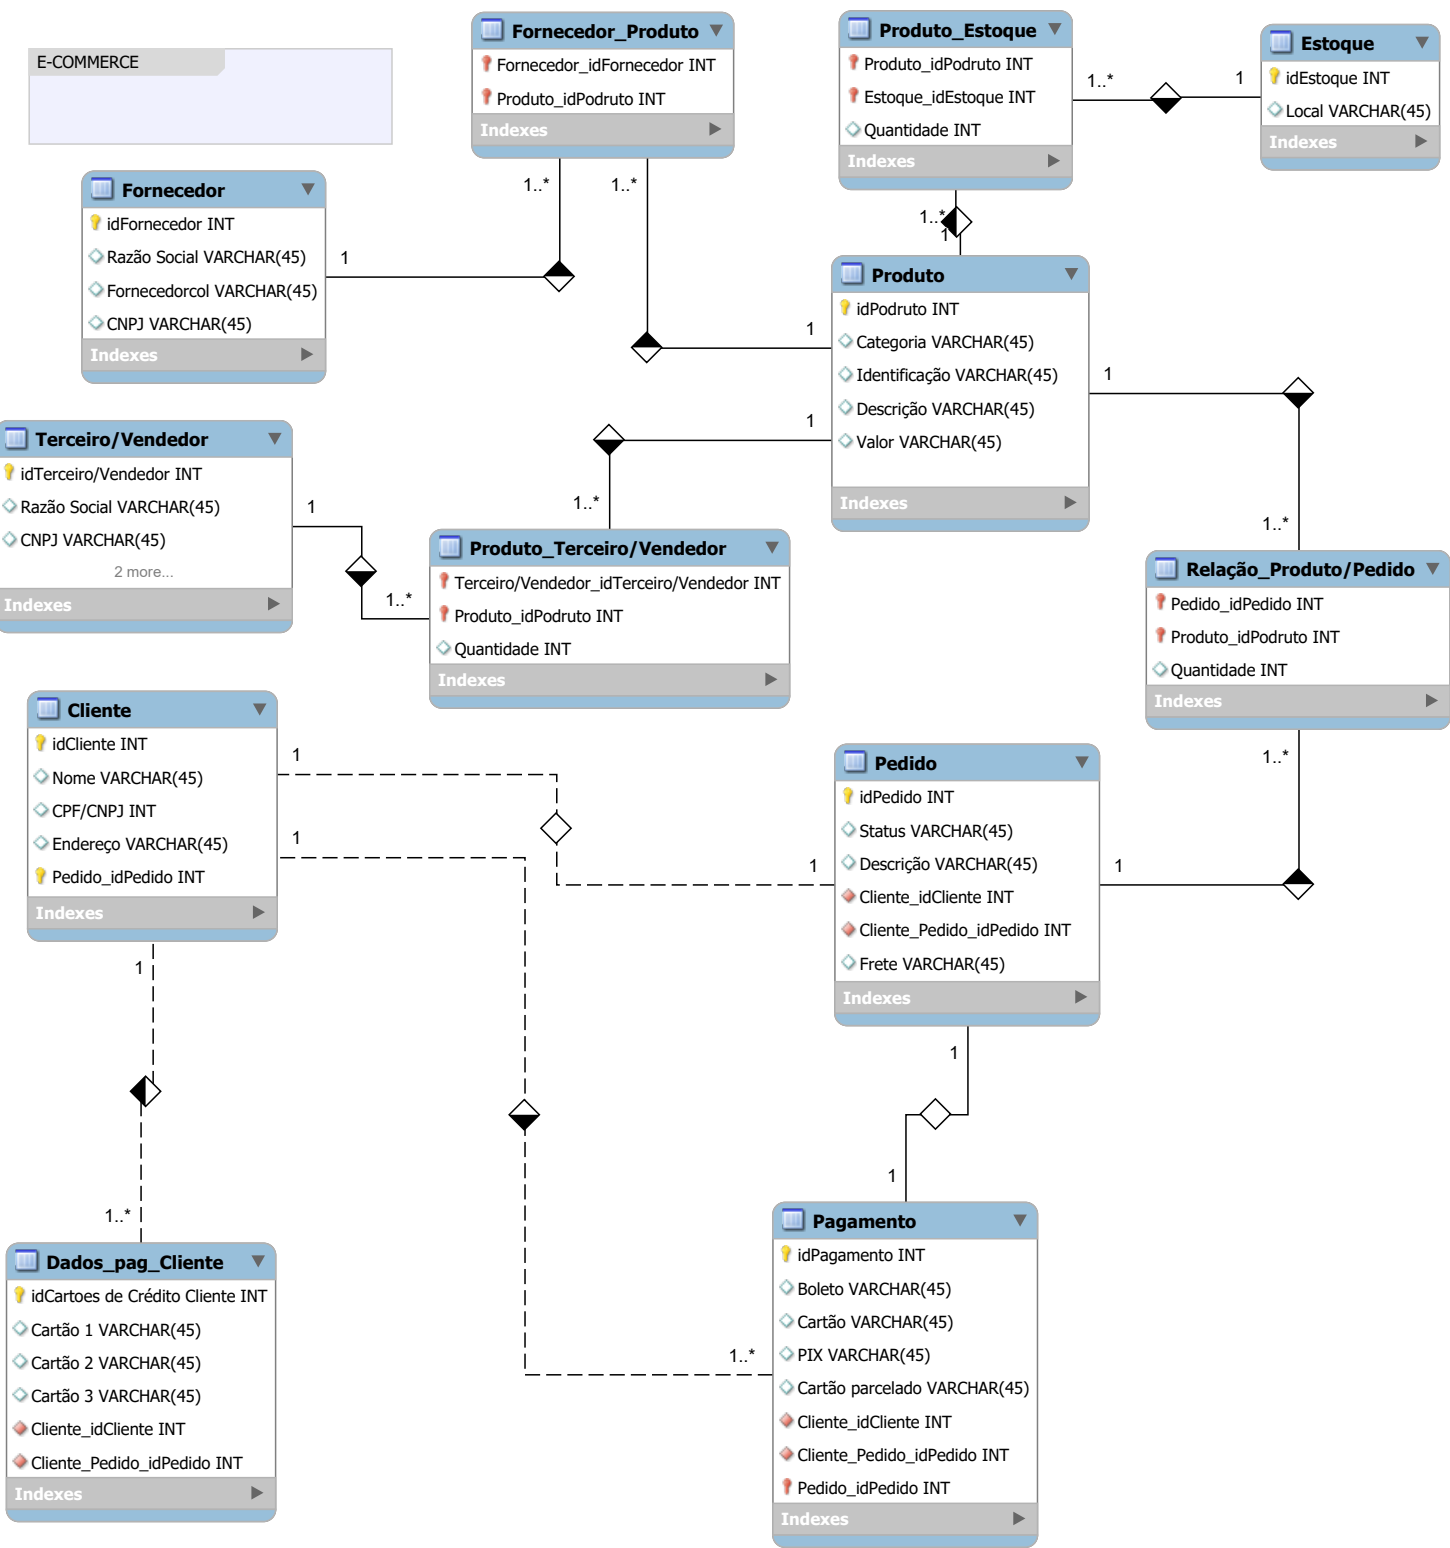 E-COMMERCE
Fornecedor_Produto
Fornecedor_idFornecedor INT
Produto_idPodruto INT
Indexes
Produto_Estoque
Produto_idPodruto INT
Estoque_idEstoque INT
Quantidade INT
Indexes
Estoque
idEstoque INT
Local VARCHAR(45)
Indexes
1..*
1
1..*
1..*
1..*
1
Fornecedor
idFornecedor INT
Razão Social VARCHAR(45)
Fornecedorcol VARCHAR(45)
CNPJ VARCHAR(45)
Indexes
1
Produto
idPodruto INT
Categoria VARCHAR(45)
Identificação VARCHAR(45)
Descrição VARCHAR(45)
Valor VARCHAR(45)
Indexes
1
1
1
Terceiro/Vendedor
idTerceiro/Vendedor INT
Razão Social VARCHAR(45)
CNPJ VARCHAR(45)
2 more...
Indexes
1
1..*
1..*
1..*
Produto_Terceiro/Vendedor
Terceiro/Vendedor_idTerceiro/Vendedor INT
Produto_idPodruto INT
Quantidade INT
Indexes
Relação_Produto/Pedido
Pedido_idPedido INT
Produto_idPodruto INT
Quantidade INT
Indexes
1..*
Cliente
idCliente INT
Nome VARCHAR(45)
CPF/CNPJ INT
Endereço VARCHAR(45)
Pedido_idPedido INT
Indexes
1
1
1
Pedido
idPedido INT
Status VARCHAR(45)
Descrição VARCHAR(45)
Cliente_idCliente INT
Cliente_Pedido_idPedido INT
Frete VARCHAR(45)
Indexes
1
1
1
1
1..*
1..*
Dados_pag_Cliente
idCartoes de Crédito Cliente INT
Cartão 1 VARCHAR(45)
Cartão 2 VARCHAR(45)
Cartão 3 VARCHAR(45)
Cliente_idCliente INT
Cliente_Pedido_idPedido INT
Indexes
Pagamento
idPagamento INT
Boleto VARCHAR(45)
Cartão VARCHAR(45)
PIX VARCHAR(45)
Cartão parcelado VARCHAR(45)
Cliente_idCliente INT
Cliente_Pedido_idPedido INT
Pedido_idPedido INT
Indexes